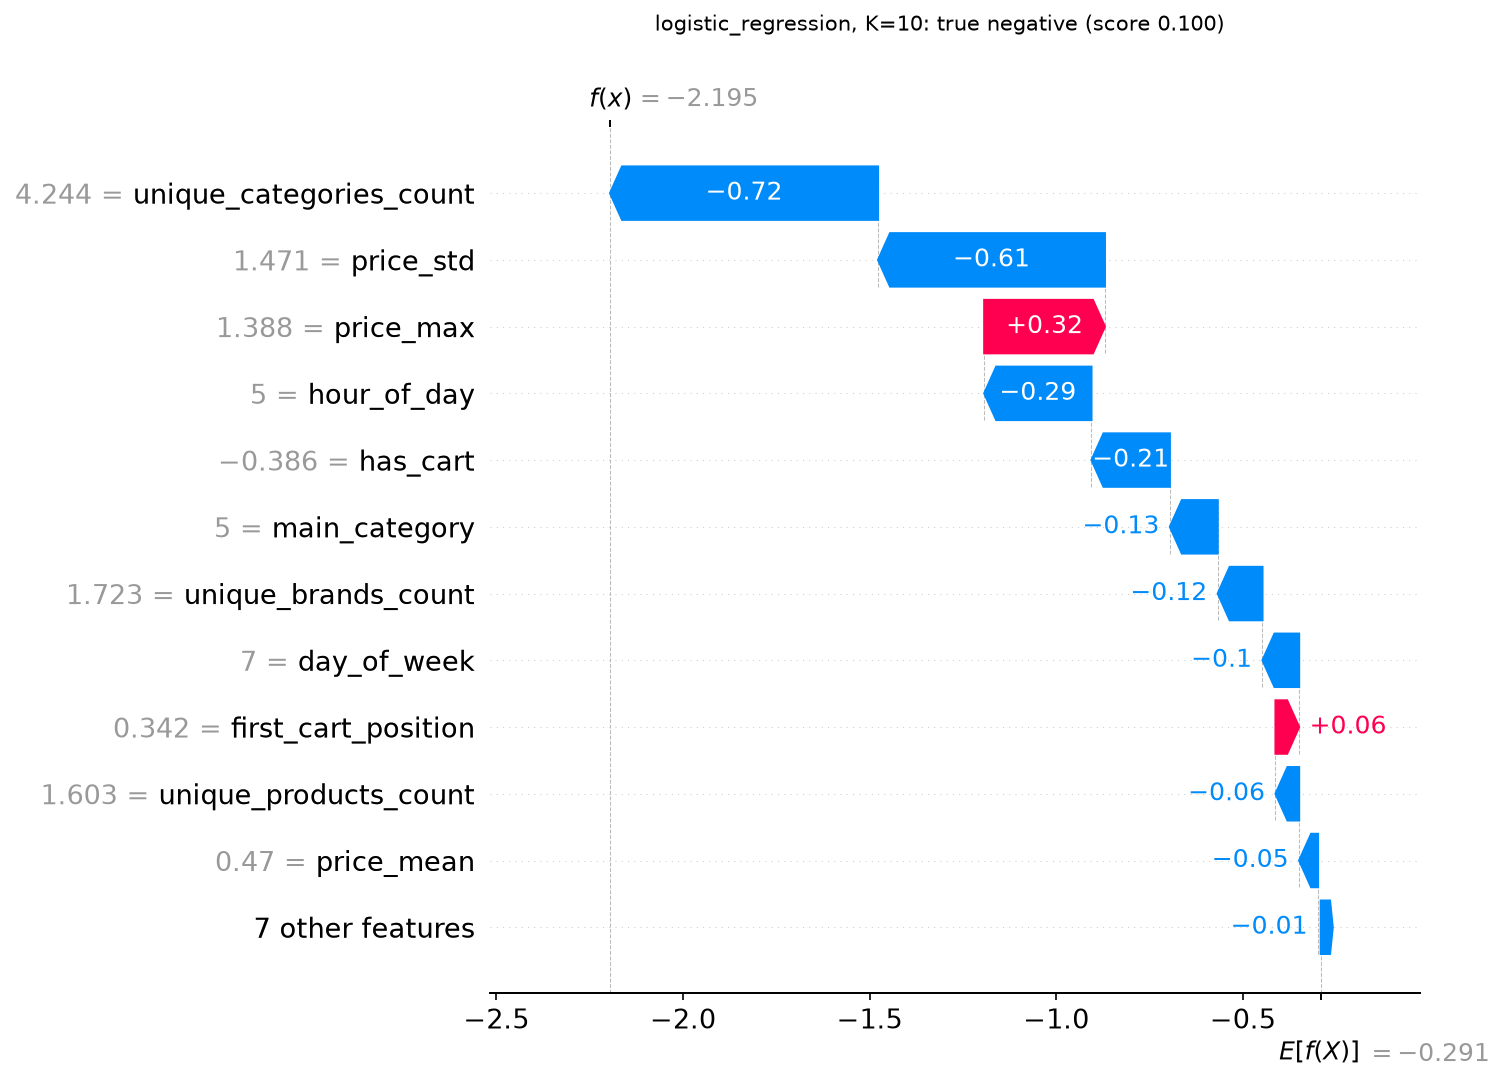 logistic_regression, K=10: true negative (score 0.100)
f(x) = −2.195
4.244 = unique_categories_count −0.72
1.471 = price_std −0.61
1.388 = price_max +0.32
5 = hour_of_day −0.29
−0.386 = has_cart −0.21
5 = main_category −0.13
1.723 = unique_brands_count −0.12
7 = day_of_week −0.1
0.342 = first_cart_position +0.06
1.603 = unique_products_count −0.06
0.47 = price_mean −0.05
7 other features −0.01
−2.5 −2.0 −1.5 −1.0 −0.5
E[f(X)] = −0.291